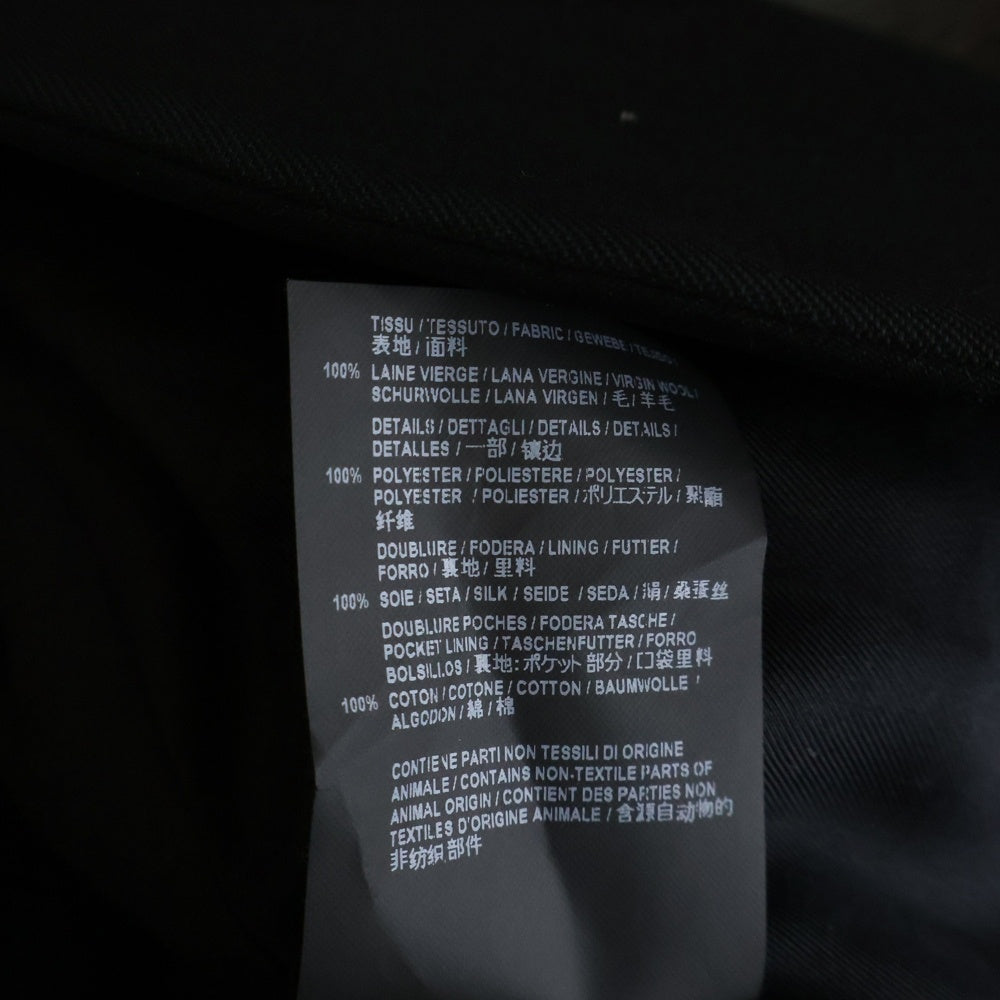 TISSU / TESSUTO / FABRIC / GEWEBE / TEJIDO /
表地 / 面料
100% LAINE VIERGE / LANA VERGINE / VIRGIN WOOL /
SCHURWOLLE / LANA VIRGEN / 毛 / 羊毛
DETAILS / DETTAGLI / DETAILS / DETAILS /
DETALLES / 一部 / 镶边
100% POLYESTER / POLIESTERE / POLYESTER /
POLYESTER / POLIESTER / ポリエステル / 聚酯
纤维
DOUBLURE / FODERA / LINING / FUTTER /
FORRO / 裏地 / 里料
100% SOIE / SETA / SILK / SEIDE / SEDA / 絹 / 桑蚕丝
DOUBLURE POCHES / FODERA TASCHE /
POCKET LINING / TASCHENFUTTER / FORRO
BOLSILLOS / 裏地: ポケット部分 / 口袋里料
100% COTON / COTONE / COTTON / BAUMWOLLE /
ALGODON / 綿 / 棉
CONTIENE PARTI NON TESSILI DI ORIGINE
ANIMALE / CONTAINS NON-TEXTILE PARTS OF
ANIMAL ORIGIN / CONTIENT DES PARTIES NON
TEXTILES D'ORIGINE ANIMALE / 含源自动物的
非纺织部件